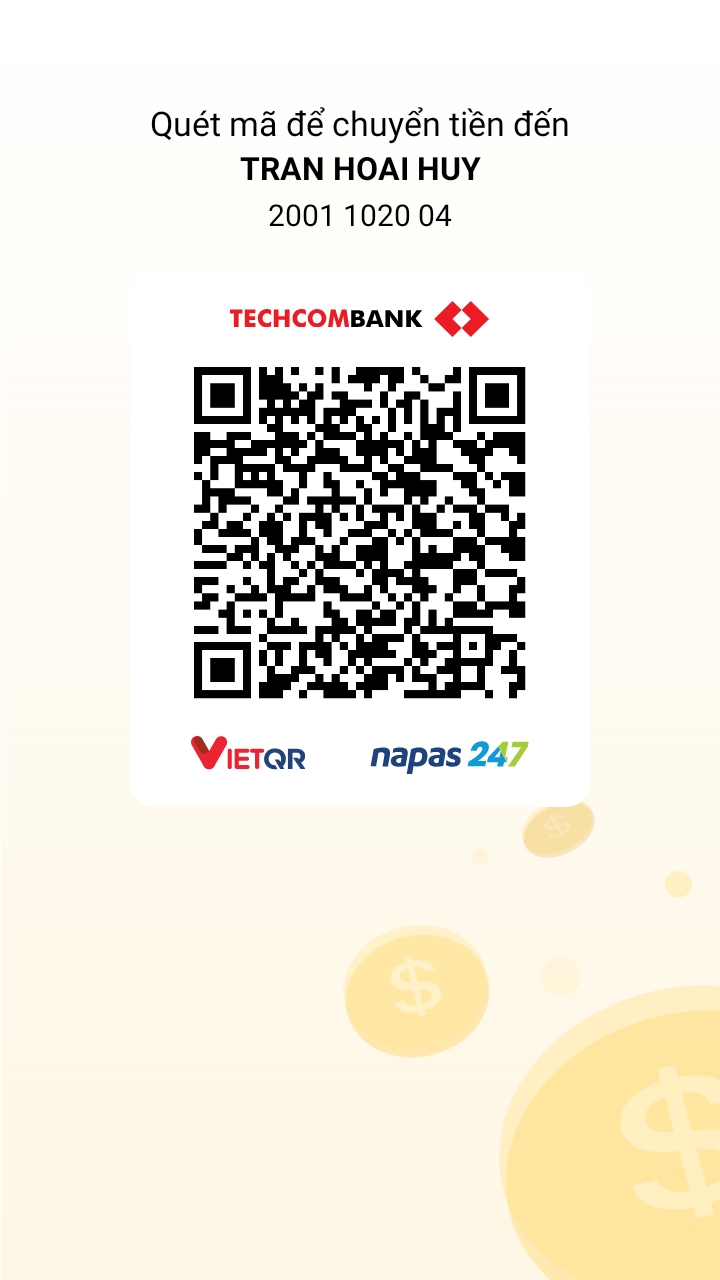 Quét mã để chuyển tiền đến
TRAN HOAI HUY
2001 1020 04
TECHCOMBANK
VIETQR
napas 247
$
$
$